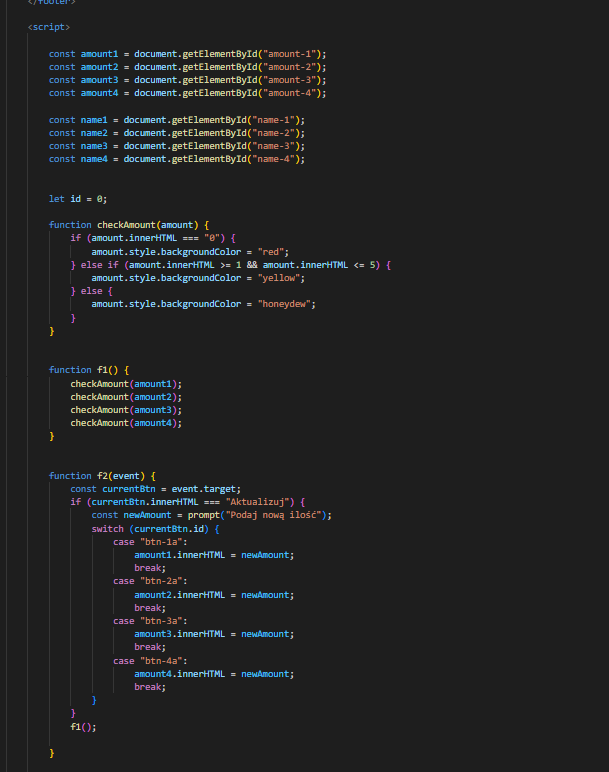 </footer>
<script>
const amount1 = document.getElementById("amount-1");
const amount2 = document.getElementById("amount-2");
const amount3 = document.getElementById("amount-3");
const amount4 = document.getElementById("amount-4");
const name1 = document.getElementById("name-1");
const name2 = document.getElementById("name-2");
const name3 = document.getElementById("name-3");
const name4 = document.getElementById("name-4");
let id = 0;
function checkAmount(amount) {
if (amount.innerHTML === "0") {
amount.style.backgroundColor = "red";
} else if (amount.innerHTML >= 1 && amount.innerHTML <= 5) {
amount.style.backgroundColor = "yellow";
} else {
amount.style.backgroundColor = "honeydew";
}
}
function f1() {
checkAmount(amount1);
checkAmount(amount2);
checkAmount(amount3);
checkAmount(amount4);
}
function f2(event) {
const currentBtn = event.target;
if (currentBtn.innerHTML === "Aktualizuj") {
const newAmount = prompt("Podaj nową ilość");
switch (currentBtn.id) {
case "btn-1a":
amount1.innerHTML = newAmount;
break;
case "btn-2a":
amount2.innerHTML = newAmount;
break;
case "btn-3a":
amount3.innerHTML = newAmount;
break;
case "btn-4a":
amount4.innerHTML = newAmount;
break;
}
}
f1();
}